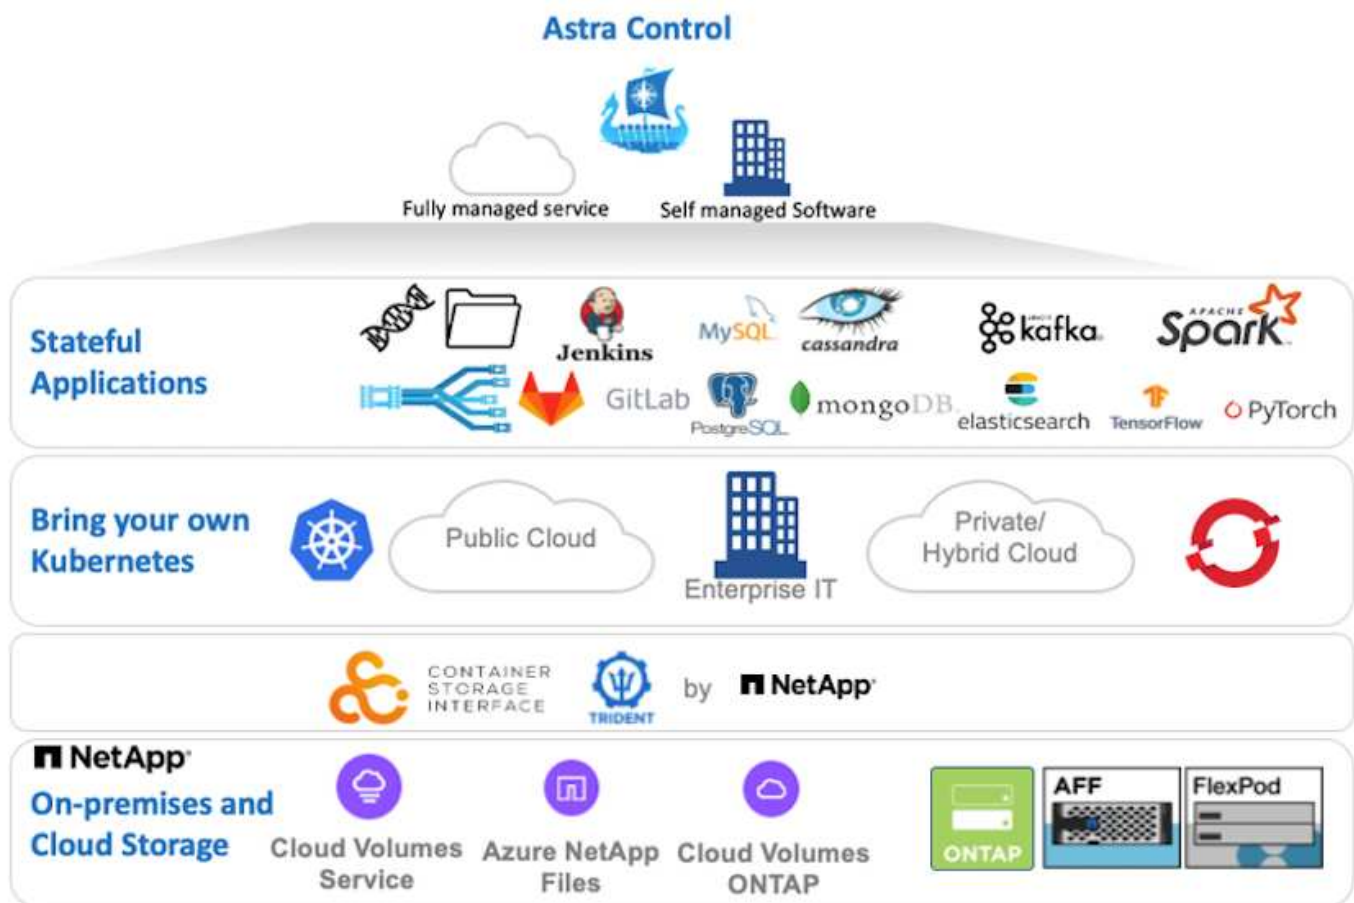 Astra Control
Fully managed service
Self managed Software
Stateful
Applications
Jenkins
MySQL
cassandra
kafka
APACHE
Spark
GitLab
PostgreSQL
mongoDB
elasticsearch
TensorFlow
PyTorch
Bring your own
Kubernetes
Public Cloud
Enterprise IT
Private/
Hybrid Cloud
CONTAINER
STORAGE
INTERFACE
TRIDENT
by
NetApp
NetApp
On-premises and
Cloud Storage
Cloud Volumes
Service
Azure NetApp
Files
Cloud Volumes
ONTAP
ONTAP
AFF
FlexPod